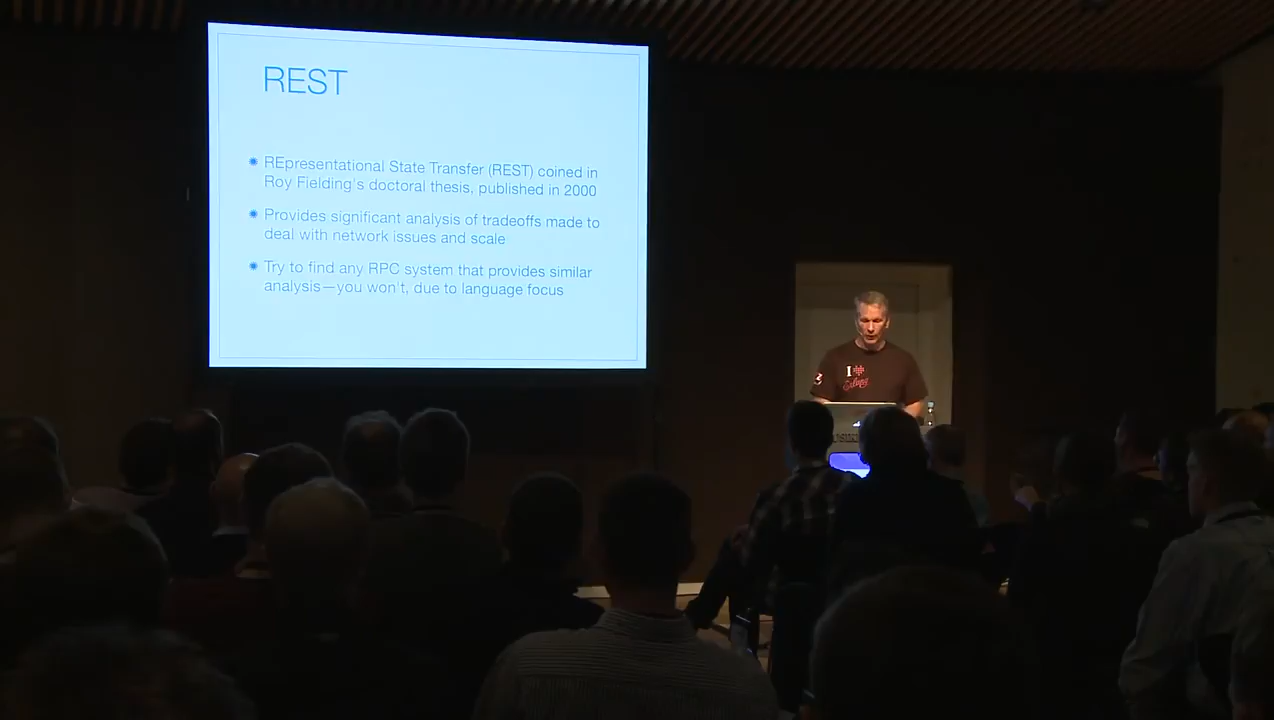 REST
REpresentational State Transfer (REST) coined in
Roy Fielding's doctoral thesis, published in 2000
Provides significant analysis of tradeoffs made to
deal with network issues and scale
Try to find any RPC system that provides similar
analysis—you won't, due to language focus
I
Erlang